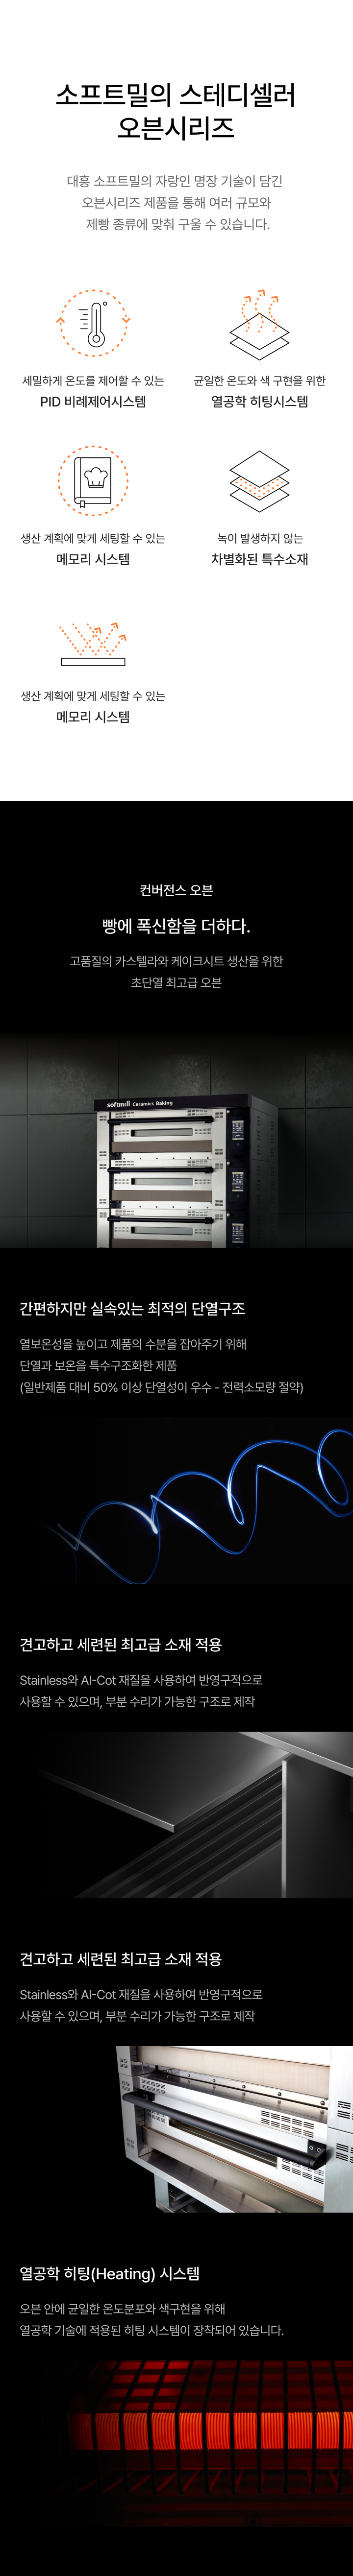 소프트밀의 스테디셀러
오븐시리즈
대흥 소프트밀의 자랑인 명장 기술이 담긴
오븐시리즈 제품을 통해 여러 규모와
제빵 종류에 맞춰 구울 수 있습니다.
세밀하게 온도를 제어할 수 있는
PID 비례제어시스템
균일한 온도와 색 구현을 위한
열공학 히팅시스템
생산 계획에 맞게 세팅할 수 있는
메모리 시스템
녹이 발생하지 않는
차별화된 특수소재
생산 계획에 맞게 세팅할 수 있는
메모리 시스템
컨버전스 오븐
빵에 폭신함을 더하다.
고품질의 카스텔라와 케이크시트 생산을 위한
초단열 최고급 오븐
softmill Ceramics Baking
간편하지만 실속있는 최적의 단열구조
열보온성을 높이고 제품의 수분을 잡아주기 위해
단열과 보온을 특수구조화한 제품
(일반제품 대비 50% 이상 단열성이 우수 - 전력소모량 절약)
견고하고 세련된 최고급 소재 적용
Stainless와 AI-Cot 재질을 사용하여 반영구적으로
사용할 수 있으며, 부분 수리가 가능한 구조로 제작
견고하고 세련된 최고급 소재 적용
Stainless와 AI-Cot 재질을 사용하여 반영구적으로
사용할 수 있으며, 부분 수리가 가능한 구조로 제작
열공학 히팅(Heating) 시스템
오븐 안에 균일한 온도분포와 색구현을 위해
열공학 기술에 적용된 히팅 시스템이 장착되어 있습니다.